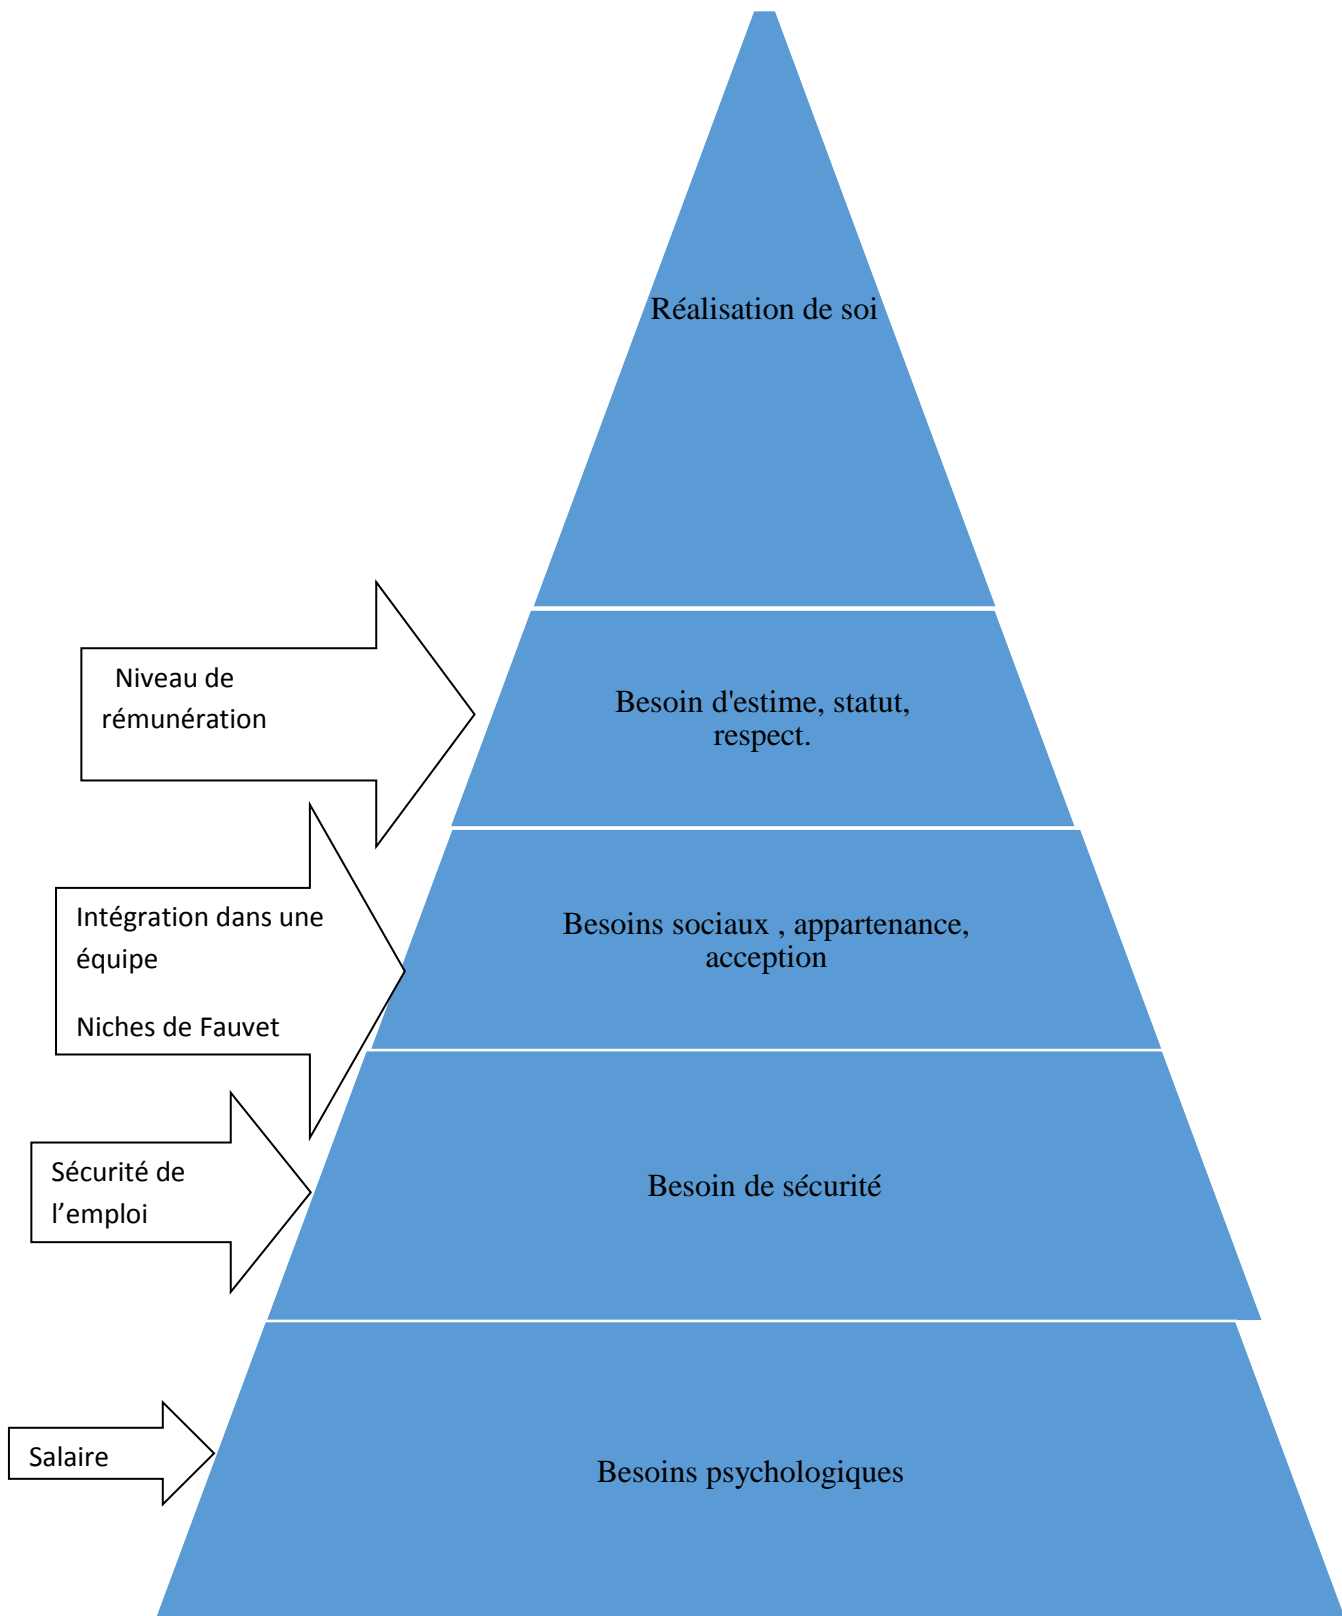 Réalisation de soi
Niveau de
rémunération
Besoin d'estime, statut,
respect.
Intégration dans une
équipe
Niches de Fauvet
Besoins sociaux , appartenance,
acception
Sécurité de
l’emploi
Besoin de sécurité
Salaire
Besoins psychologiques